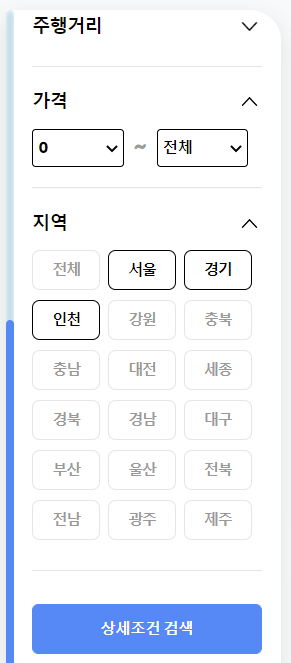 주행거리
가격
0 ~ 전체
지역
전체 서울 경기
인천 강원 충북
충남 대전 세종
경북 경남 대구
부산 울산 전북
전남 광주 제주
상세조건 검색